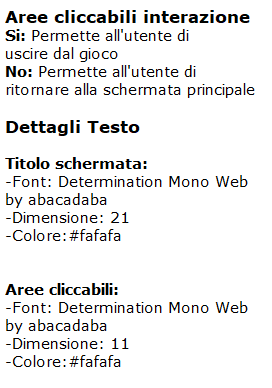 Aree cliccabili interazione
Sì: Permette all'utente di
uscire dal gioco
No: Permette all'utente di
ritornare alla schermata principale
Dettagli Testo
Titolo schermata:
-Font: Determination Mono Web
by abacadaba
-Dimensione: 21
-Colore:#fafafa
Aree cliccabili:
-Font: Determination Mono Web
by abacadaba
-Dimensione: 11
-Colore:#fafafa